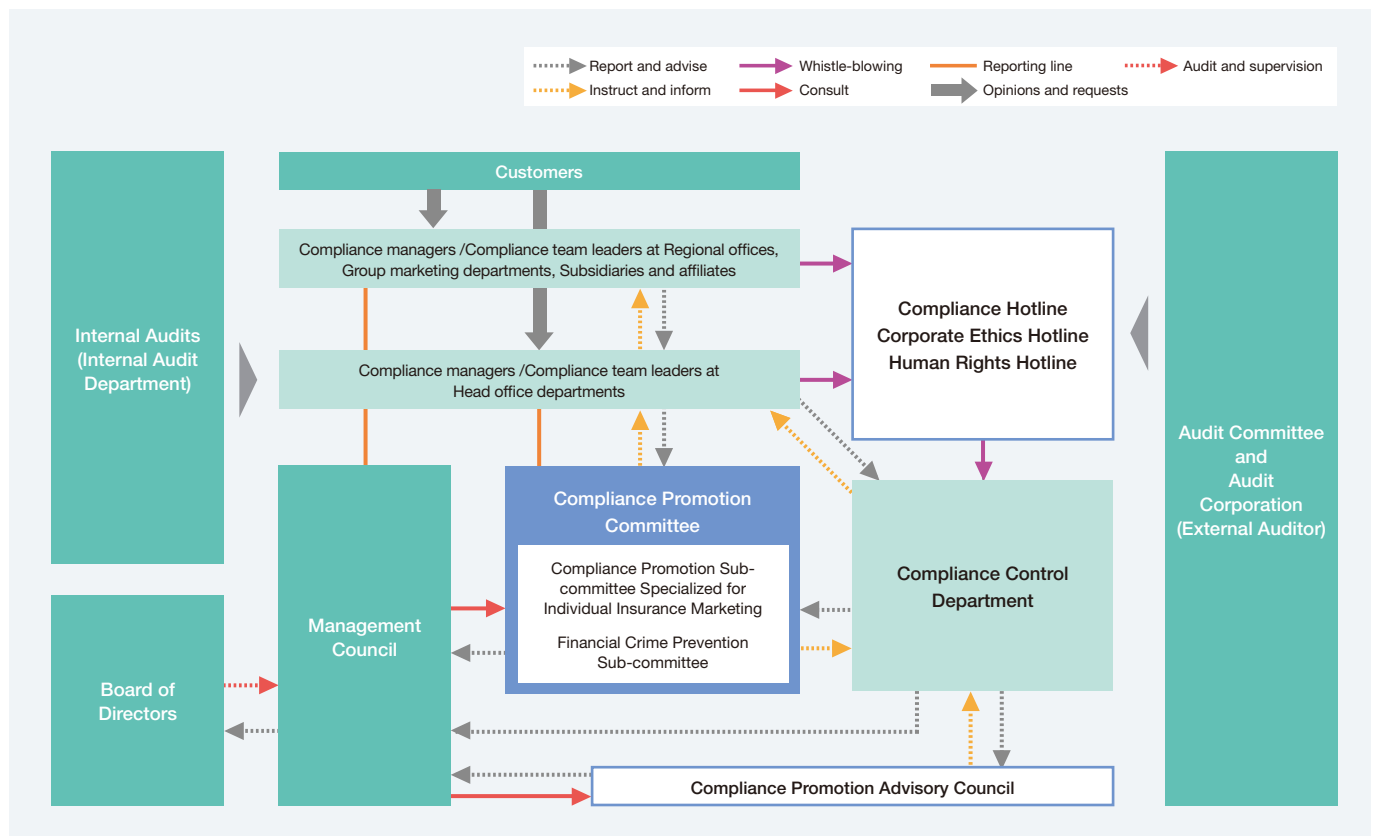 Report and advise
Whistle-blowing
Reporting line
Audit and supervision
Instruct and inform
Consult
Opinions and requests
Customers
Compliance managers /Compliance team leaders at Regional offices,
Group marketing departments, Subsidiaries and affiliates
Internal Audits
(Internal Audit
Department)
Compliance managers /Compliance team leaders at
Head office departments
Compliance Hotline
Corporate Ethics Hotline
Human Rights Hotline
Audit Committee
and
Audit
Corporation
(External Auditor)
Management
Council
Compliance Promotion
Committee
Compliance Promotion Sub-
committee Specialized for
Individual Insurance Marketing
Financial Crime Prevention
Sub-committee
Compliance Control
Department
Board of
Directors
Compliance Promotion Advisory Council